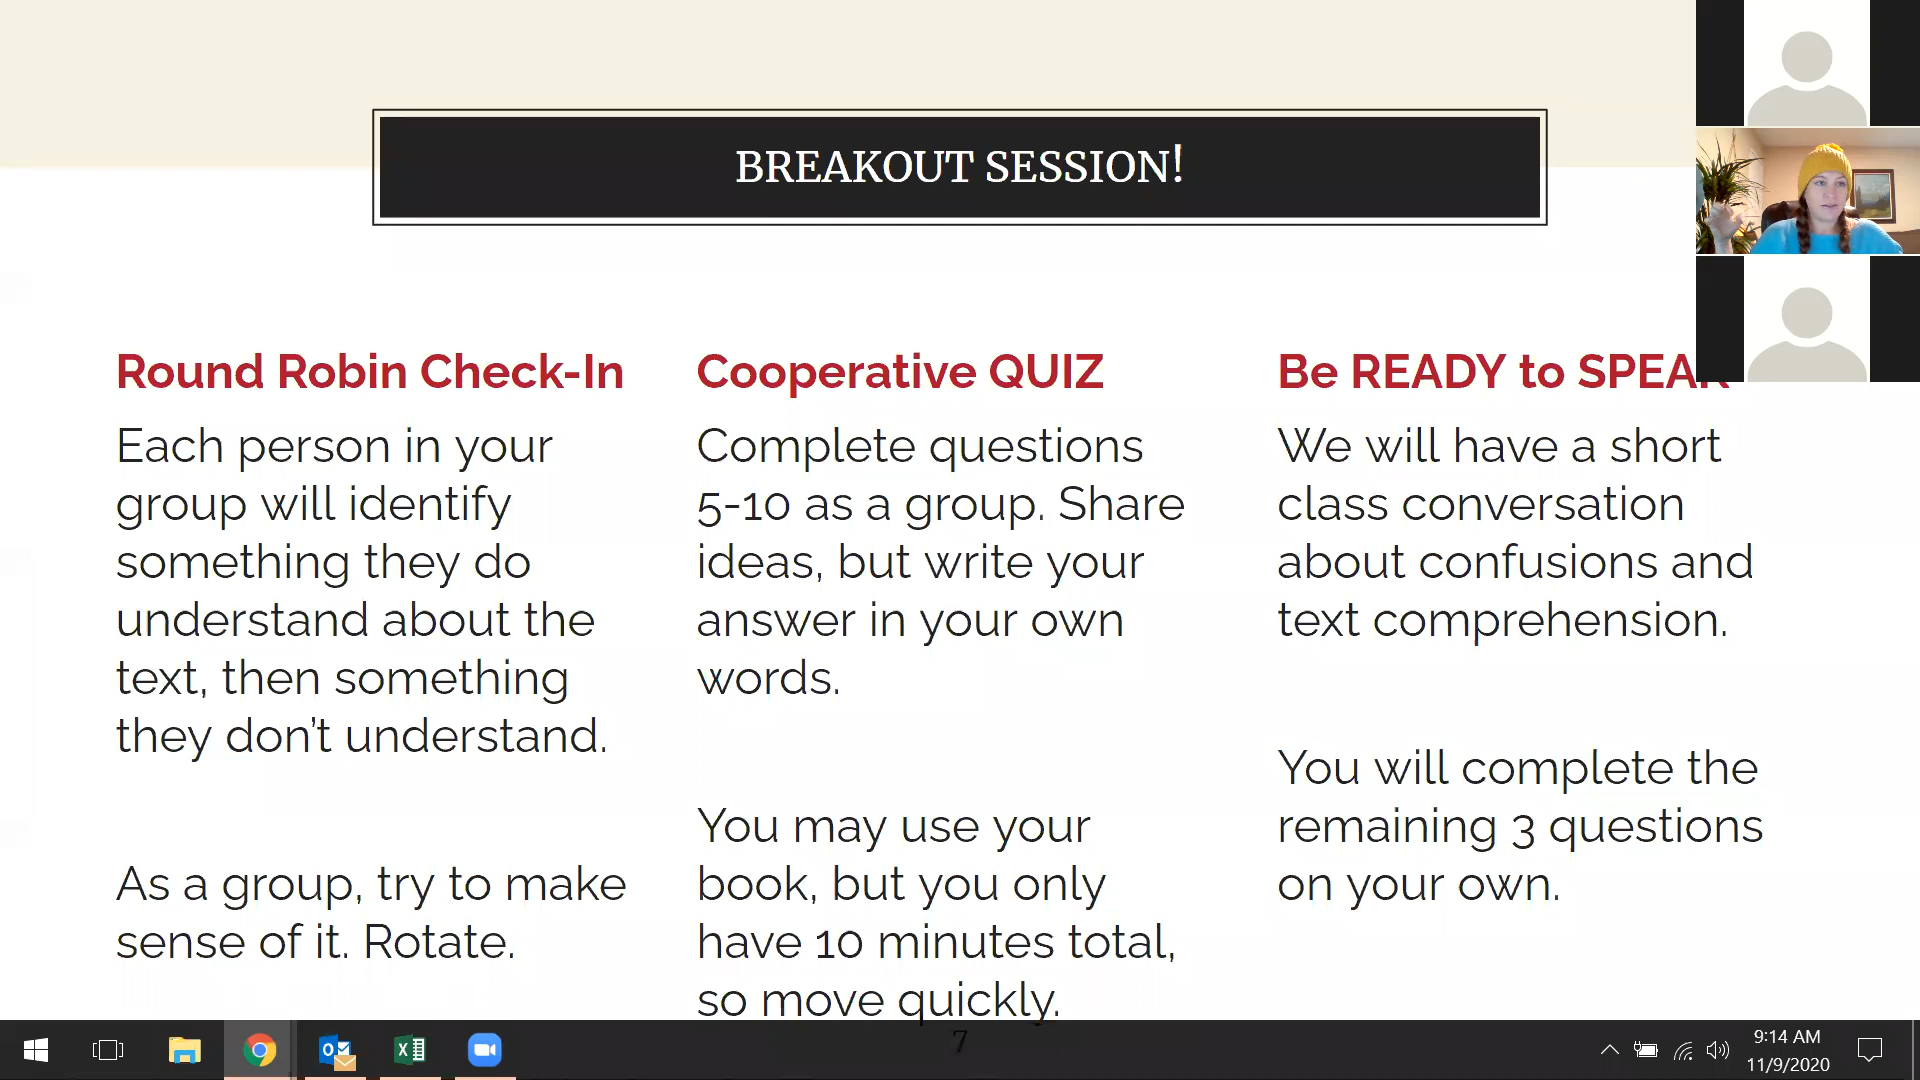 BREAKOUT SESSION!
Round Robin Check-In
Each person in your
group will identify
something they do
understand about the
text, then something
they don't understand.
As a group, try to make
sense of it. Rotate.
Cooperative QUIZ
Complete questions
5-10 as a group. Share
ideas, but write your
answer in your own
words.
You may use your
book, but you only
have 10 minutes total,
so move quickly.
Be READY to SPEAK
We will have a short
class conversation
about confusions and
text comprehension.
You will complete the
remaining 3 questions
on your own.
7
9:14 AM
11/9/2020